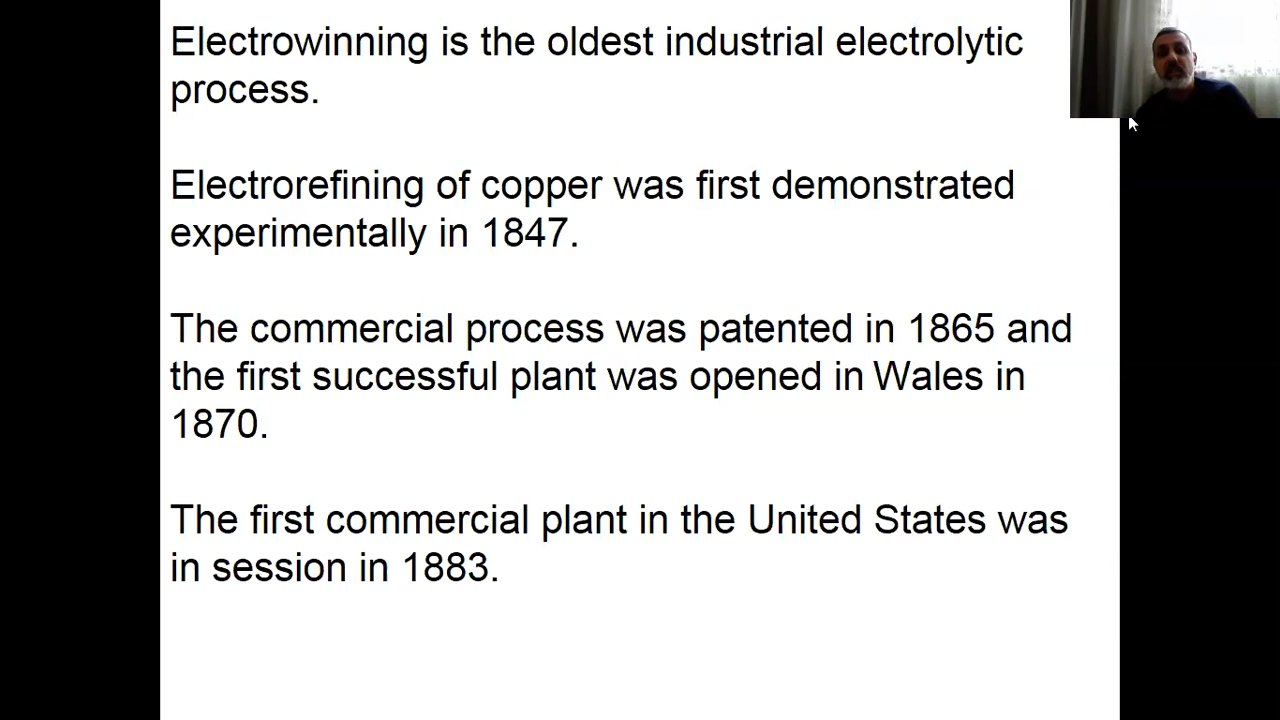 Electrowinning is the oldest industrial electrolytic
process.
Electrorefining of copper was first demonstrated
experimentally in 1847.
The commercial process was patented in 1865 and
the first successful plant was opened in Wales in
1870.
The first commercial plant in the United States was
in session in 1883.